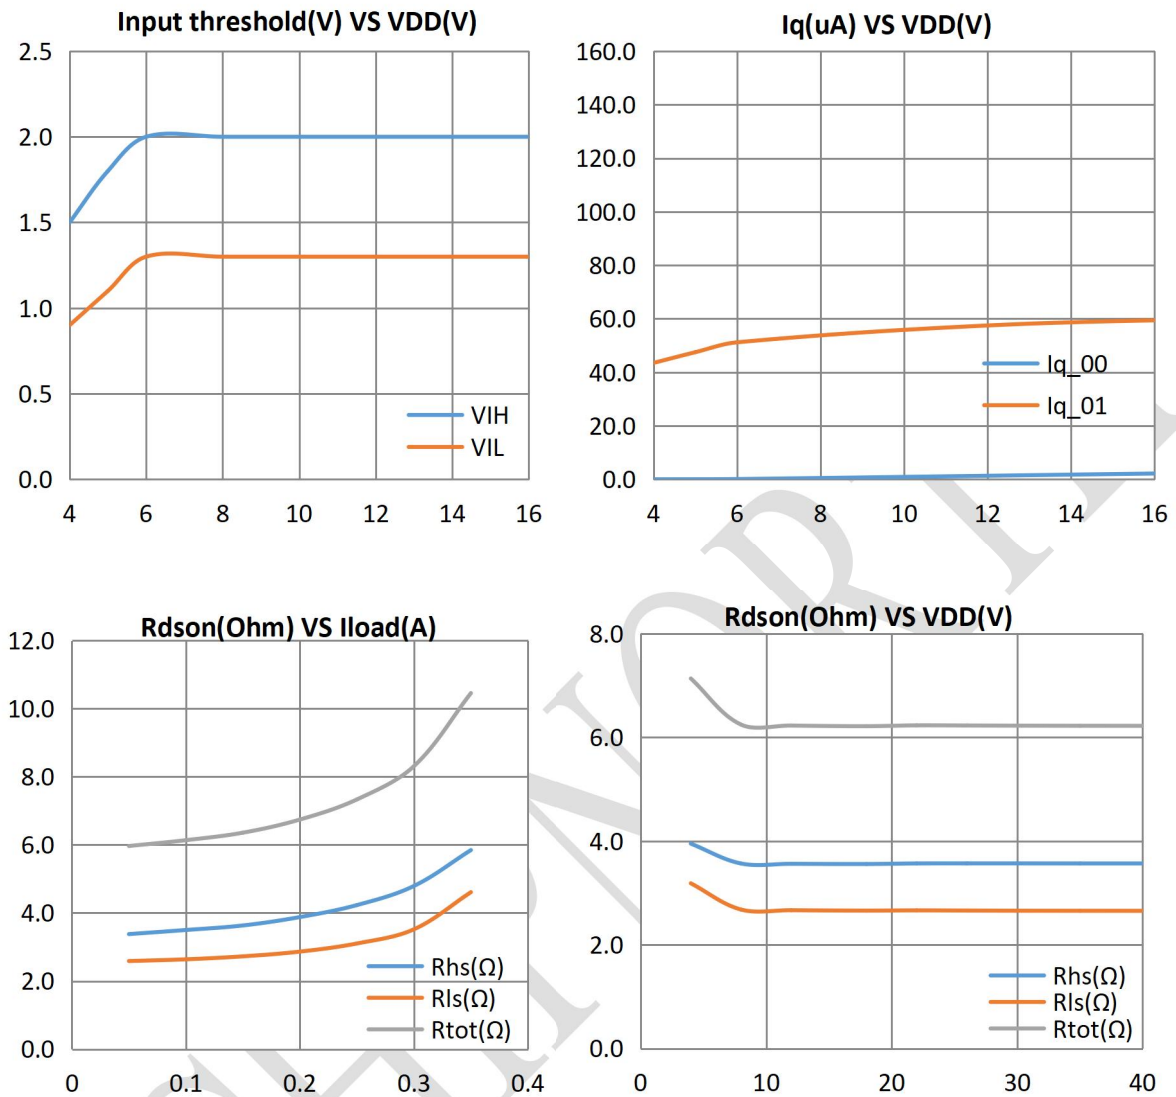 Input threshold(V) VS VDD(V)
2.5
2.0
1.5
1.0
0.5
0.0
VIH
VIL
4 6 8 10 12 14 16
Iq(uA) VS VDD(V)
160.0
140.0
120.0
100.0
80.0
60.0
40.0
20.0
0.0
Iq_00
Iq_01
4 6 8 10 12 14 16
Rdson(Ohm) VS Iload(A)
12.0
10.0
8.0
6.0
4.0
2.0
0.0
Rhs(Ω)
Rls(Ω)
Rtot(Ω)
0 0.1 0.2 0.3 0.4
Rdson(Ohm) VS VDD(V)
8.0
6.0
4.0
2.0
0.0
Rhs(Ω)
Rls(Ω)
Rtot(Ω)
0 10 20 30 40